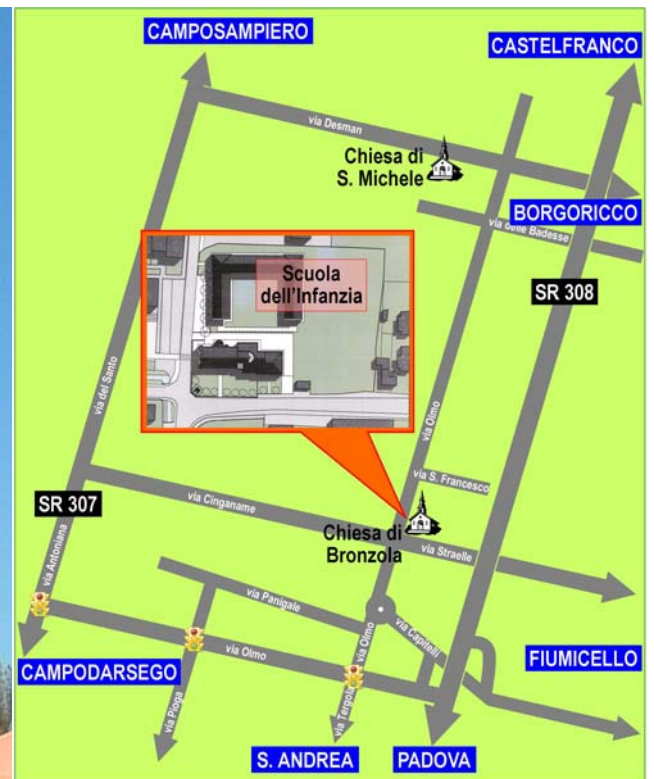 CAMPOSAMPIERO
CASTELFRANCO
via Desman
Chiesa di
S. Michele
BORGORICCO
via delle Badesse
Scuola
dell'Infanzia
SR 308
via del Santo
via Olmo
via S. Francesco
SR 307
via Cinganame
Chiesa di
Bronzola
via Straelle
via Antoniana
via Panigale
via Olmo
via Capitelli
via Olmo
CAMPODARSEGO
FIUMICELLO
via Pioga
via Tergola
S. ANDREA
PADOVA